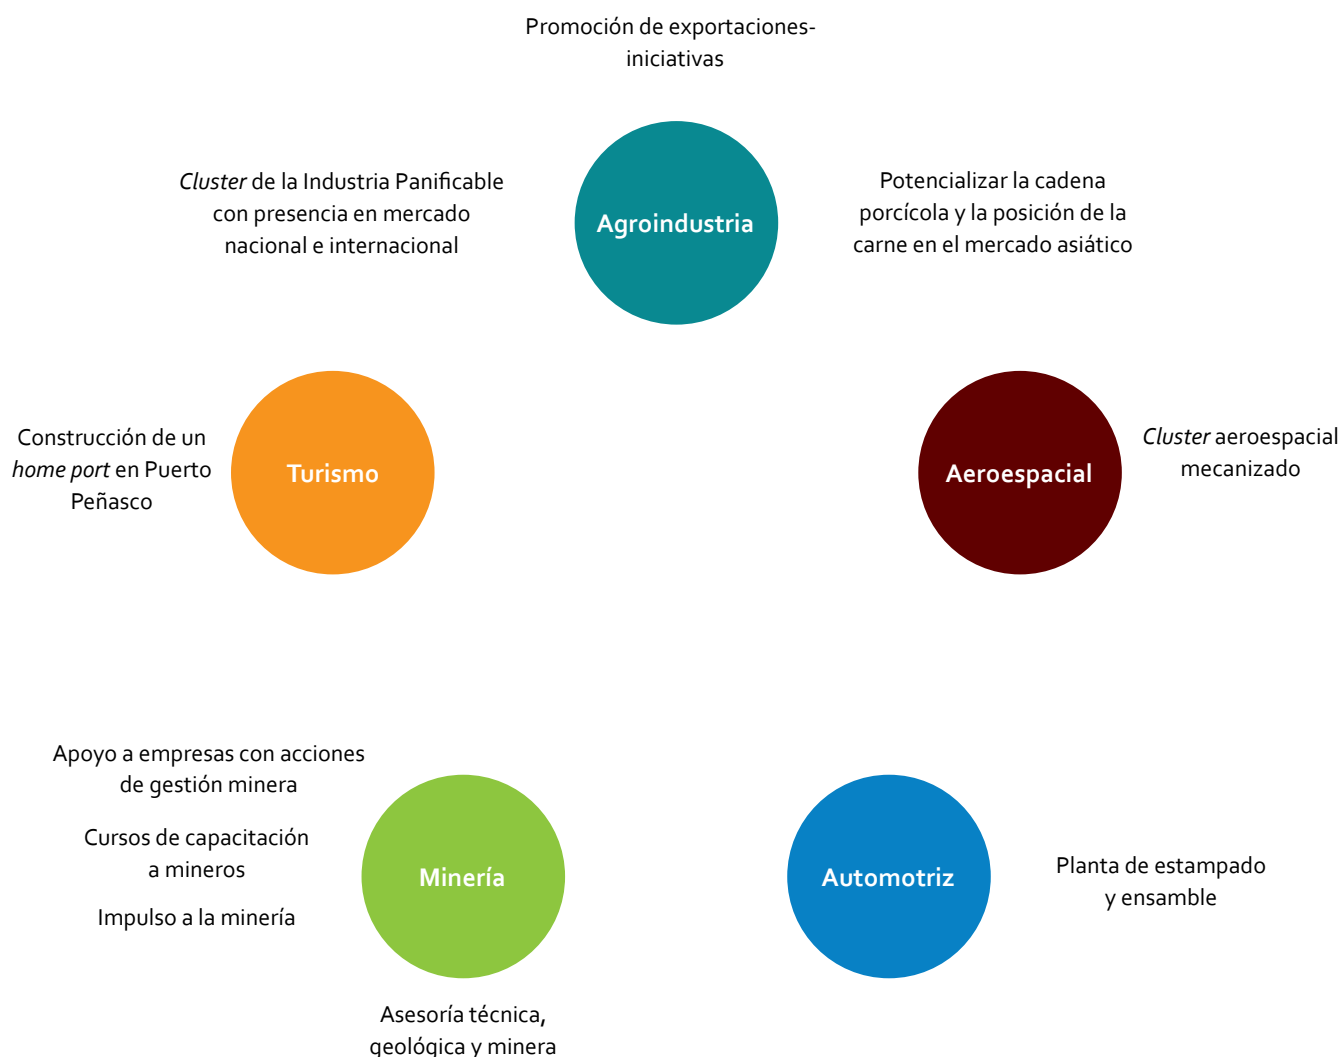 Promoción de exportaciones-
iniciativas
Cluster de la Industria Panificable
con presencia en mercado
nacional e internacional
Agroindustria
Potencializar la cadena
porcícola y la posición de la
carne en el mercado asiático
Construcción de un
home port en Puerto
Peñasco
Turismo
Aeroespacial
Cluster aeroespacial
mecanizado
Apoyo a empresas con acciones
de gestión minera
Cursos de capacitación
a mineros
Impulso a la minería
Minería
Asesoría técnica,
geológica y minera
Automotriz
Planta de estampado
y ensamble